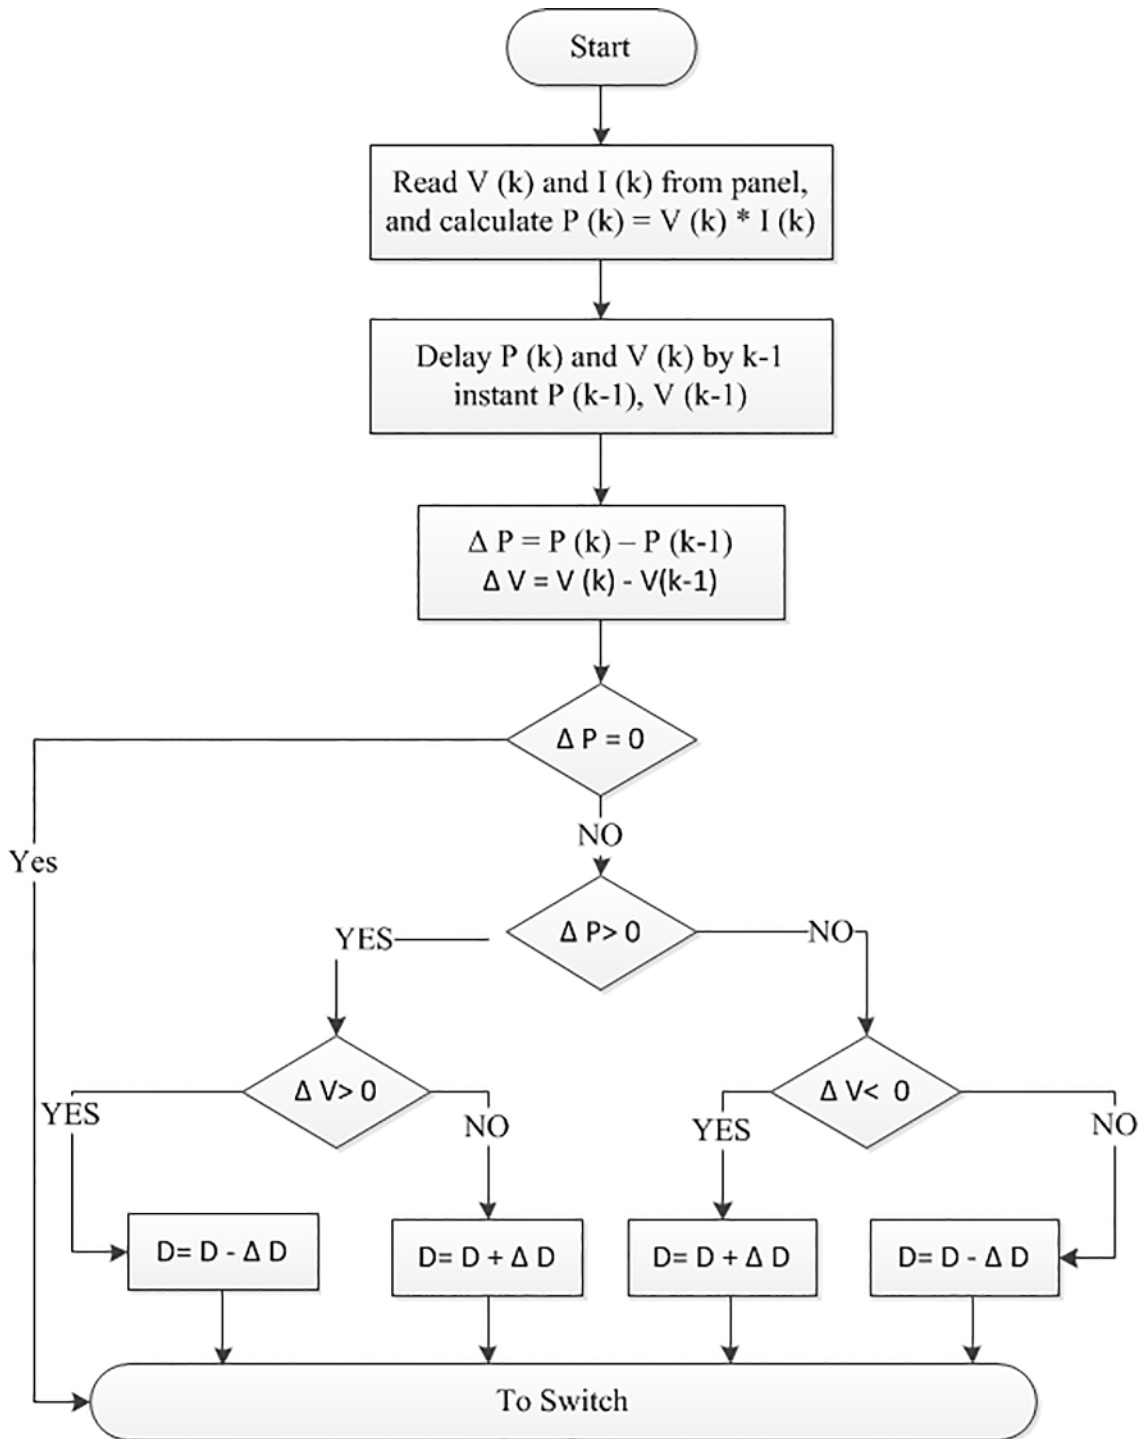 Start
Read V (k) and I (k) from panel,
and calculate P (k) = V (k) * I (k)
Delay P (k) and V (k) by k-1
instant P (k-1), V (k-1)
Δ P = P (k) – P (k-1)
Δ V = V (k) - V(k-1)
Δ P = 0
Yes
NO
Δ P> 0
YES
NO
Δ V> 0
Δ V< 0
YES
NO
YES
NO
D= D - Δ D
D= D + Δ D
D= D + Δ D
D= D - Δ D
To Switch